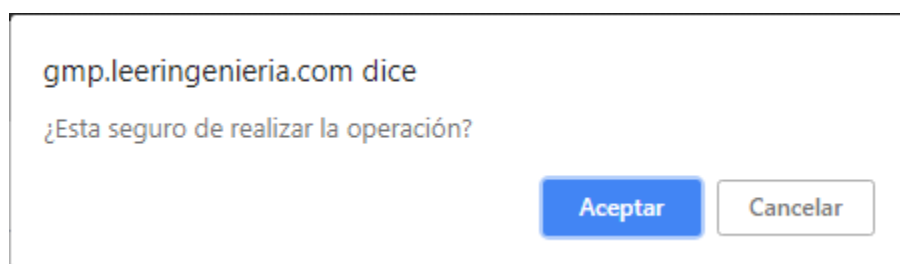 gmp.leeringenieria.com dice
¿Esta seguro de realizar la operación?
Aceptar Cancelar